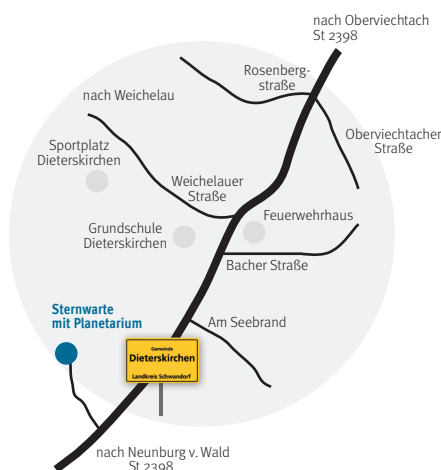 nach Oberviechtach
St 2398
Rosenberg-
straße
nach Weichelau
Oberviechtacher
Straße
Sportplatz
Dieterskirchen
Weichelauer
Straße
Feuerwehrhaus
Grundschule
Dieterskirchen
Bacher Straße
Sternwarte
mit Planetarium
Am Seebrand
Gemeinde
Dieterskirchen
Landkreis Schwandorf
nach Neunburg v. Wald
St 2398